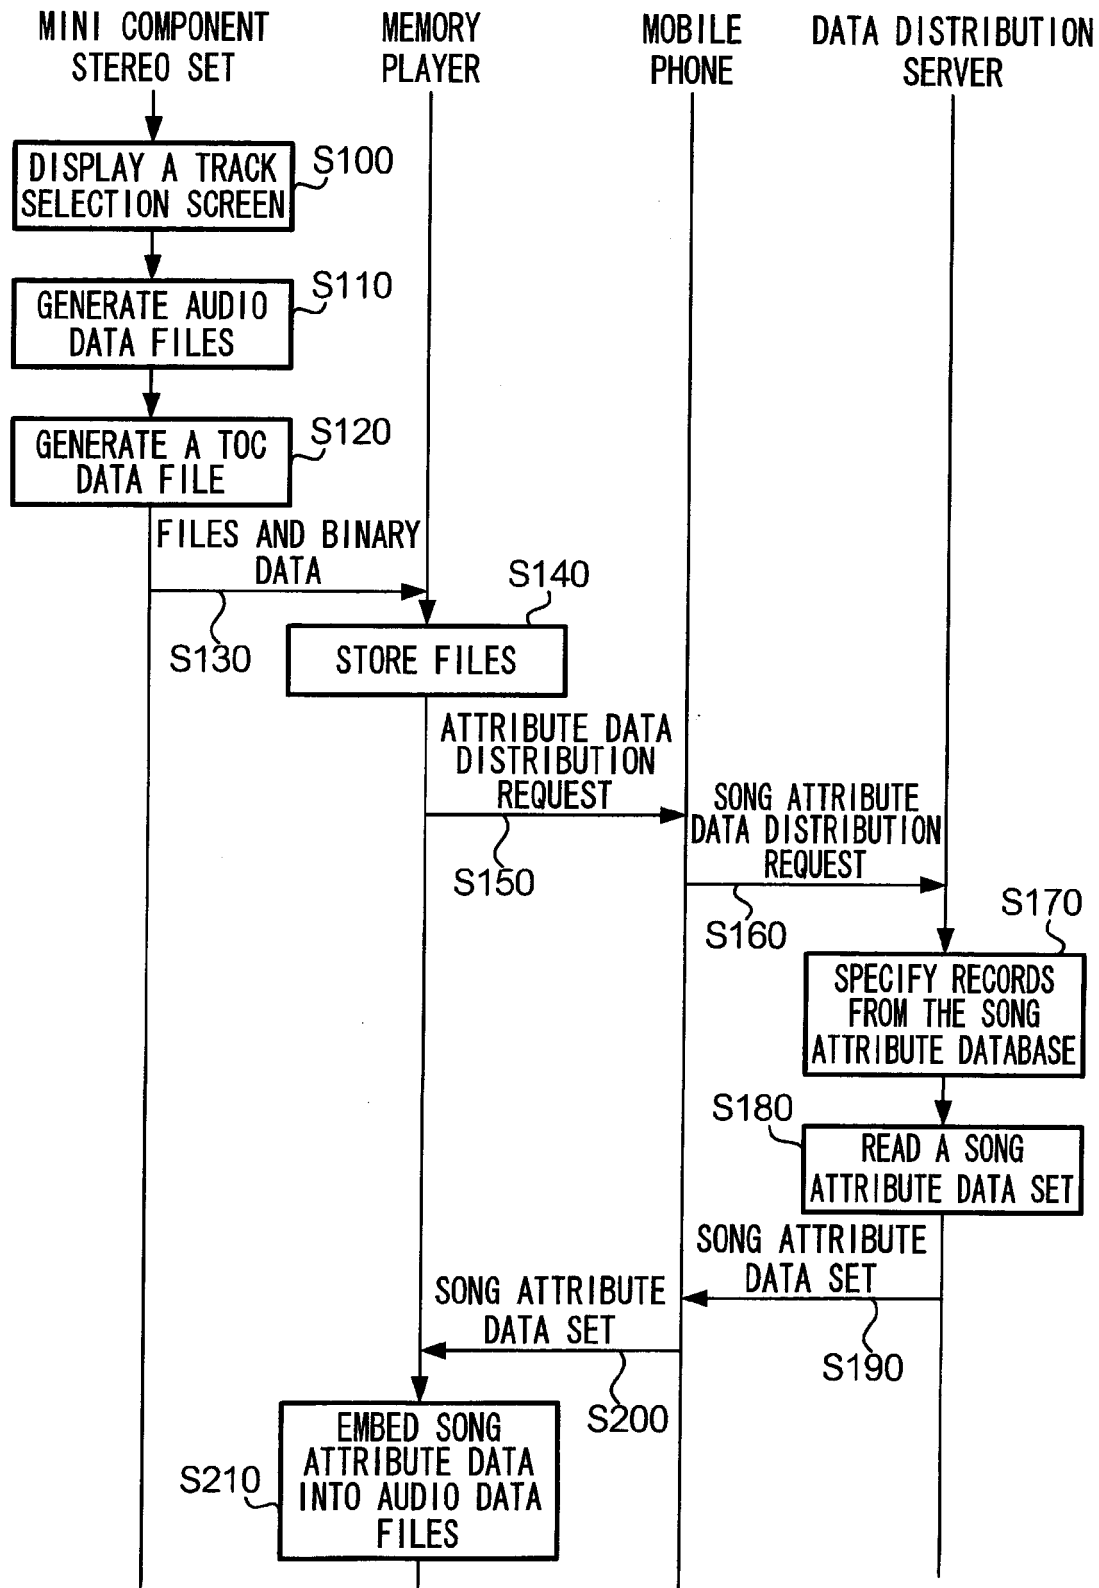 MINI COMPONENT
STEREO SET
MEMORY
PLAYER
MOBILE
PHONE
DATA DISTRIBUTION
SERVER
DISPLAY A TRACK
SELECTION SCREEN
S100
GENERATE AUDIO
DATA FILES
S110
GENERATE A TOC
DATA FILE
S120
FILES AND BINARY
DATA
S130
S140
STORE FILES
ATTRIBUTE DATA
DISTRIBUTION
REQUEST
S150
SONG ATTRIBUTE
DATA DISTRIBUTION
REQUEST
S160
S170
SPECIFY RECORDS
FROM THE SONG
ATTRIBUTE DATABASE
S180
READ A SONG
ATTRIBUTE DATA SET
SONG ATTRIBUTE
DATA SET
S190
SONG ATTRIBUTE
DATA SET
S200
EMBED SONG
ATTRIBUTE DATA
INTO AUDIO DATA
FILES
S210